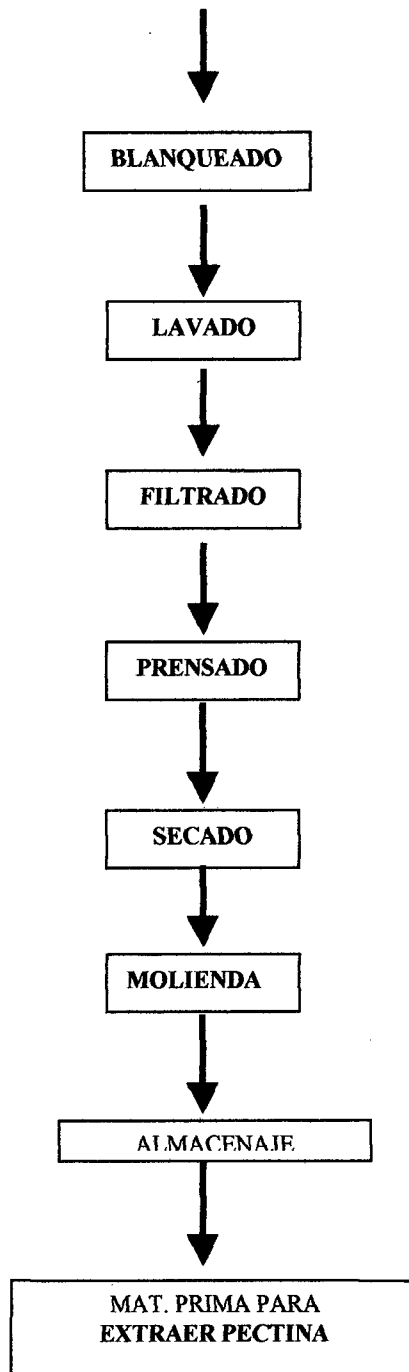 BLANQUEADO
LAVADO
FILTRADO
PRENSADO
SECADO
MOLIENDA
ALMACENAJE
MAT. PRIMA PARA
EXTRAER PECTINA